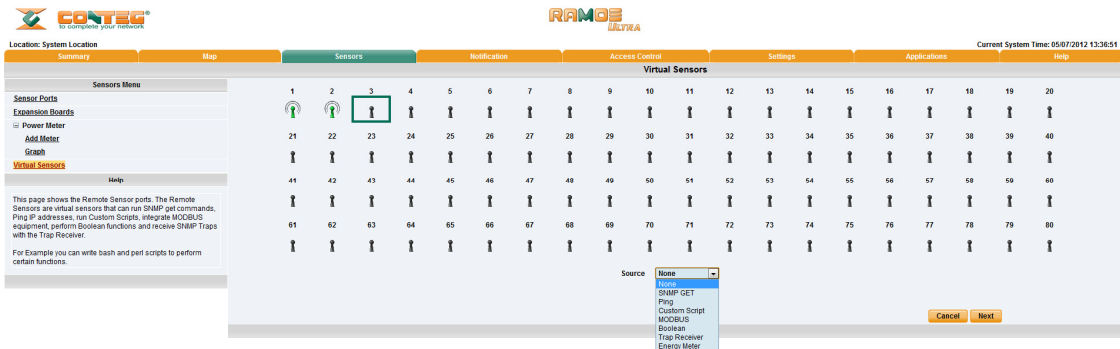 CONTEG®
to complete your network
RAMOS
ULTRA
Location: System Location
Current System Time: 05/07/2012 13:36:51
Summary Map Sensors Notification Access Control Settings Applications Help
Virtual Sensors
Sensors Menu
Sensor Ports
Expansion Boards
Power Meter
Add Meter
Graph
Virtual Sensors
Help
This page shows the Remote Sensor ports. The Remote
Sensors are virtual sensors that can run SNMP get commands,
Ping IP addresses, run Custom Scripts, integrate MODBUS
equipment, perform Boolean functions and receive SNMP Traps
with the Trap Receiver.
For Example you can write bash and perl scripts to perform
certain functions.
1 2 3 4 5 6 7 8 9 10 11 12 13 14 15 16 17 18 19 20
21 22 23 24 25 26 27 28 29 30 31 32 33 34 35 36 37 38 39 40
41 42 43 44 45 46 47 48 49 50 51 52 53 54 55 56 57 58 59 60
61 62 63 64 65 66 67 68 69 70 71 72 73 74 75 76 77 78 79 80
Source None
None
SNMP GET
Ping
Custom Script
MODBUS
Boolean
Trap Receiver
Energy Meter
Cancel Next